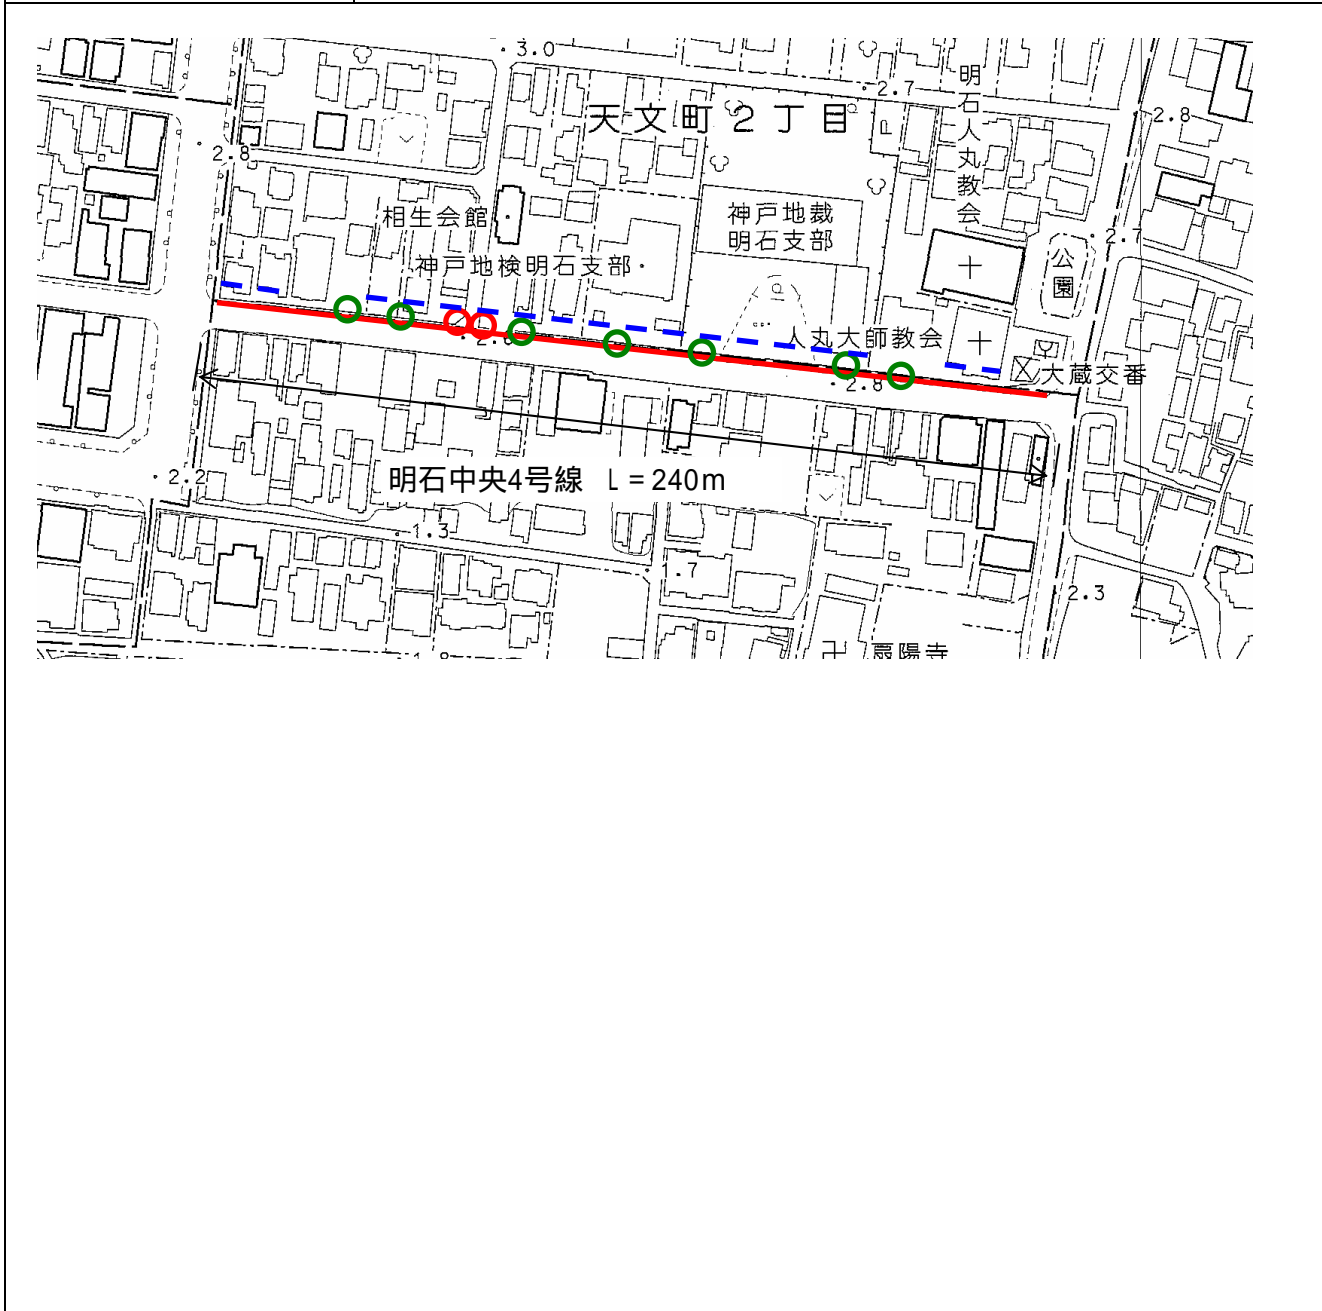 3.0
2.7
明石人丸教会
天文町2丁目
P
2.8
2.8
相生会館
神戸地裁
明石支部
2.7
公園
神戸地検明石支部
人丸大師教会
大蔵交番
2.8
明石中央4号線 L=240m
2.2
1.3
1.7
2.3